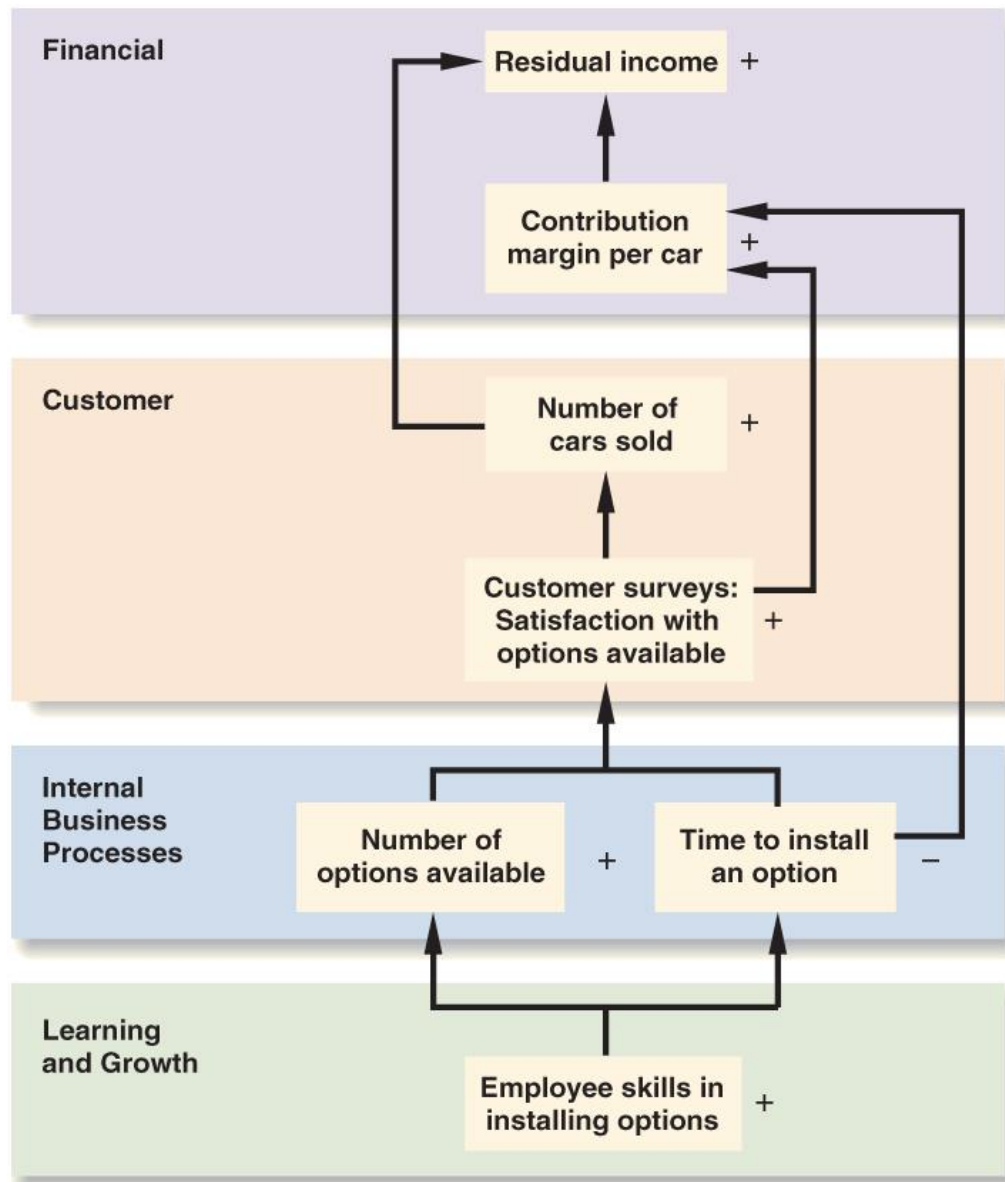 Financial
Residual income +
Contribution
margin per car +
Customer
Number of
cars sold +
Customer surveys:
Satisfaction with +
options available
Internal
Business
Processes
Number of
options available +
Time to install
an option –
Learning
and Growth
Employee skills in
installing options +